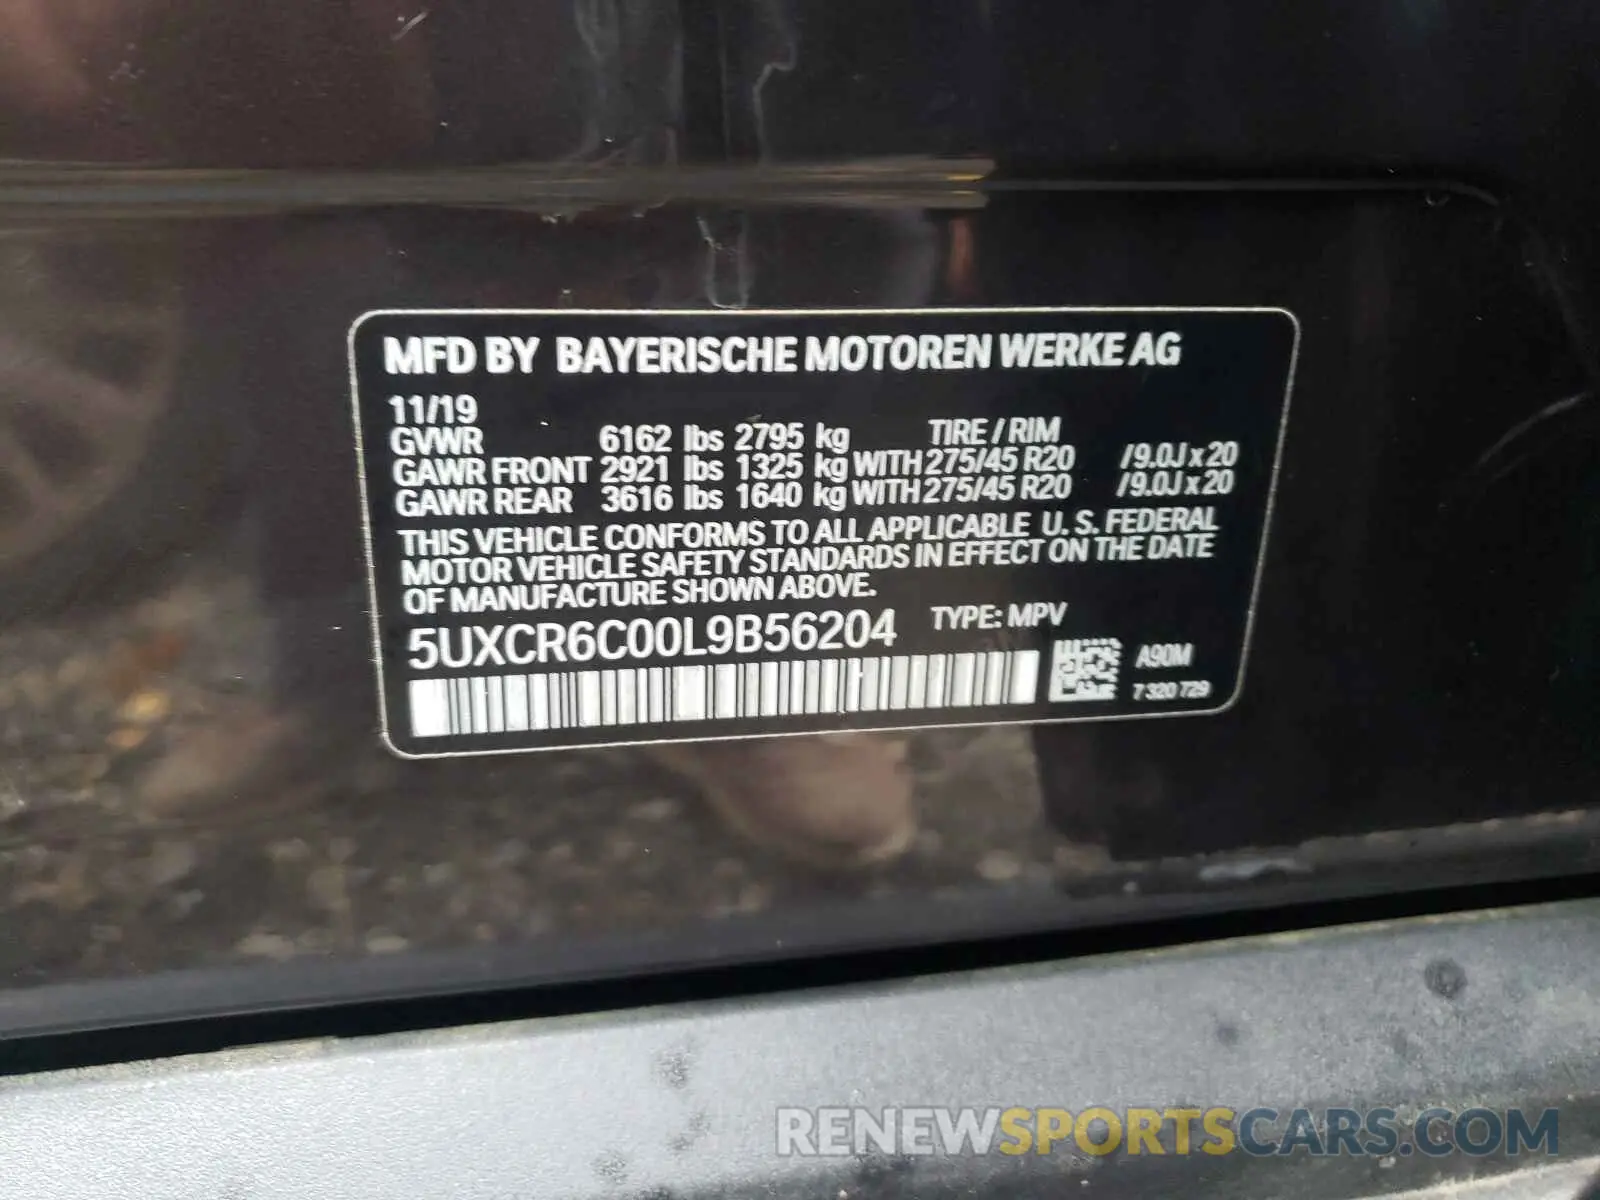 MFD BY BAYERISCHE MOTOREN WERKE AG
11/19
GVWR 6162 lbs 2795 kg TIRE / RIM
GAWR FRONT 2921 lbs 1325 kg WITH 275/45 R20 /9.0J x 20
GAWR REAR 3616 lbs 1640 kg WITH 275/45 R20 /9.0J x 20
THIS VEHICLE CONFORMS TO ALL APPLICABLE U. S. FEDERAL
MOTOR VEHICLE SAFETY STANDARDS IN EFFECT ON THE DATE
OF MANUFACTURE SHOWN ABOVE.
5UXCR6C00L9B56204 TYPE: MPV
A90M
7 320 729
RENEWSPORTSCARS.COM